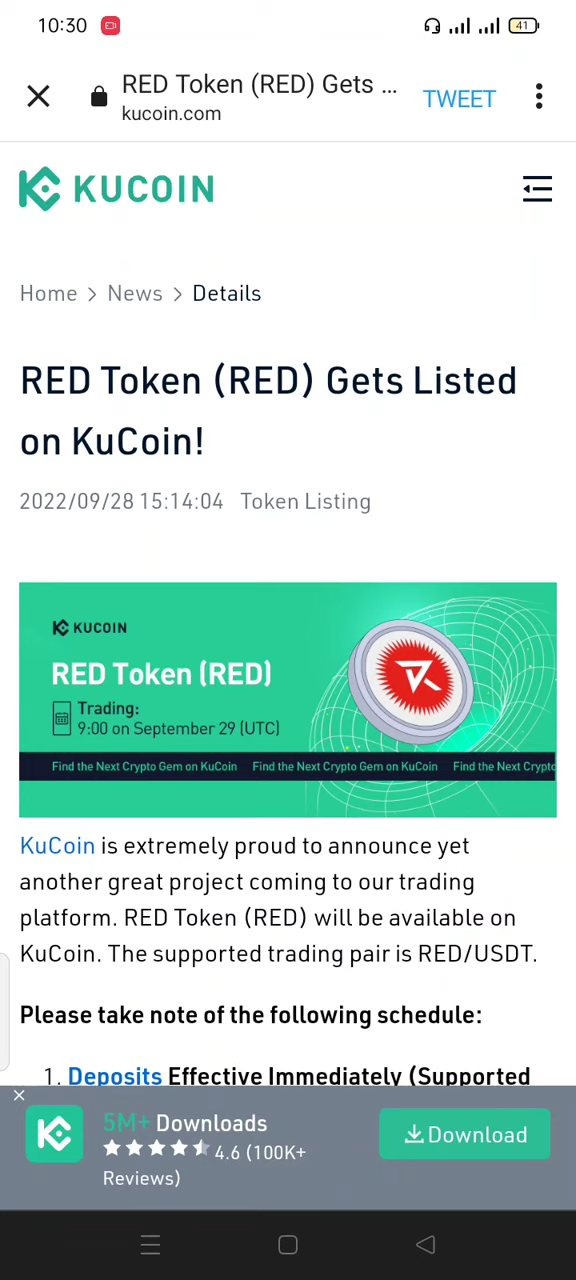 10:30
41
RED Token (RED) Gets ...
kucoin.com
TWEET
KUCOIN
Home > News > Details
RED Token (RED) Gets Listed
on KuCoin!
2022/09/28 15:14:04 Token Listing
KUCOIN
RED Token (RED)
Trading:
9:00 on September 29 (UTC)
Find the Next Crypto Gem on KuCoin Find the Next Crypto Gem on KuCoin Find the Next Crypto
KuCoin is extremely proud to announce yet
another great project coming to our trading
platform. RED Token (RED) will be available on
KuCoin. The supported trading pair is RED/USDT.
Please take note of the following schedule:
1. Deposits Effective Immediately (Supported
5M+ Downloads
4.6 (100K+
Reviews)
Download